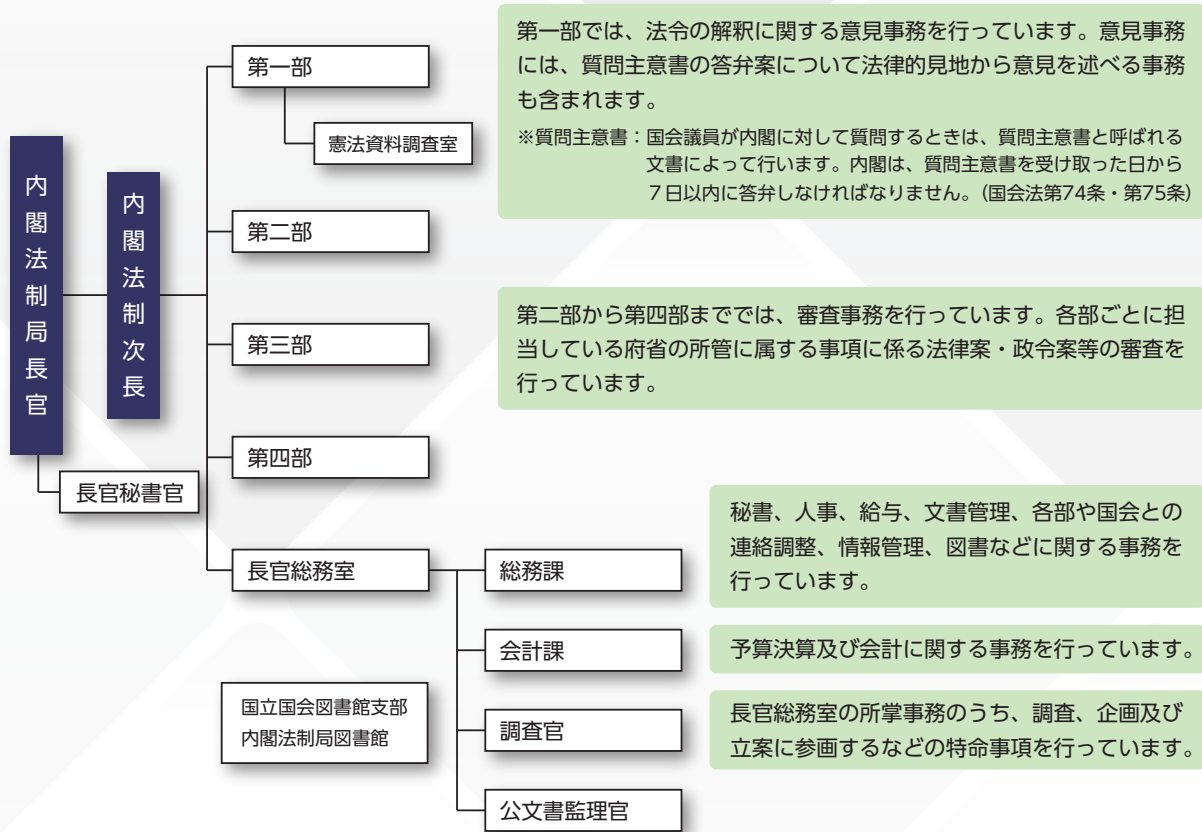 内閣法制局長官
内閣法制次長
長官秘書官
第一部
憲法資料調査室
第一部では、法令の解釈に関する意見事務を行っています。意見事務
には、質問主意書の答弁案について法律的見地から意見を述べる事務
も含まれます。
※質問主意書：国会議員が内閣に対して質問するときは、質問主意書と呼ばれる
文書によって行います。内閣は、質問主意書を受け取った日から
７日以内に答弁しなければなりません。（国会法第74条・第75条）
第二部
第三部
第四部
第二部から第四部まででは、審査事務を行っています。各部ごとに担
当している府省の所管に属する事項に係る法律案・政令案等の審査を
行っています。
長官総務室
総務課
秘書、人事、給与、文書管理、各部や国会との
連絡調整、情報管理、図書などに関する事務を
行っています。
会計課
予算決算及び会計に関する事務を行っています。
調査官
長官総務室の所掌事務のうち、調査、企画及び
立案に参画するなどの特命事項を行っています。
公文書監理官
国立国会図書館支部
内閣法制局図書館